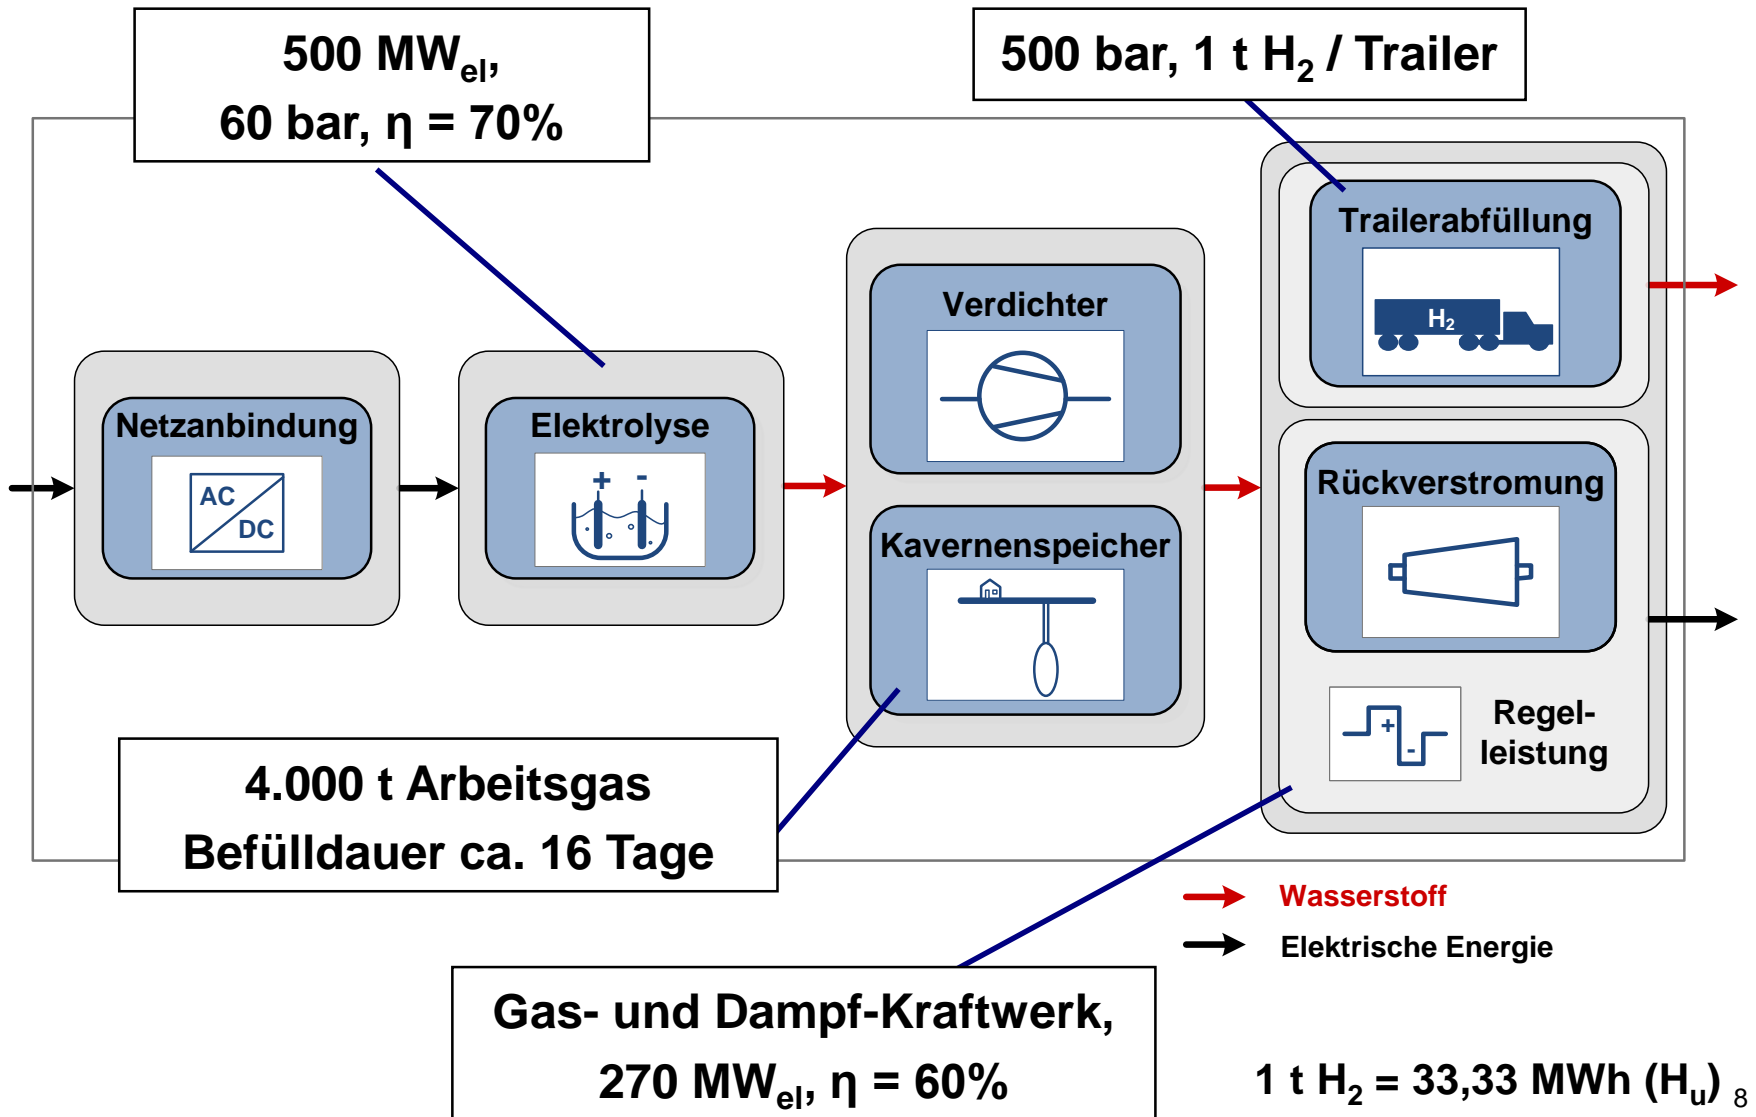 500 MWel,
60 bar, η = 70%
500 bar, 1 t H2 / Trailer
Netzanbindung
AC
DC
Elektrolyse
+ -
Verdichter
Kavernenspeicher
Trailerabfüllung
H2
Rückverstromung
+
-
Regel-
leistung
4.000 t Arbeitsgas
Befülldauer ca. 16 Tage
Wasserstoff
Elektrische Energie
Gas- und Dampf-Kraftwerk,
270 MWel, η = 60%
1 t H2 = 33,33 MWh (Hu)
8